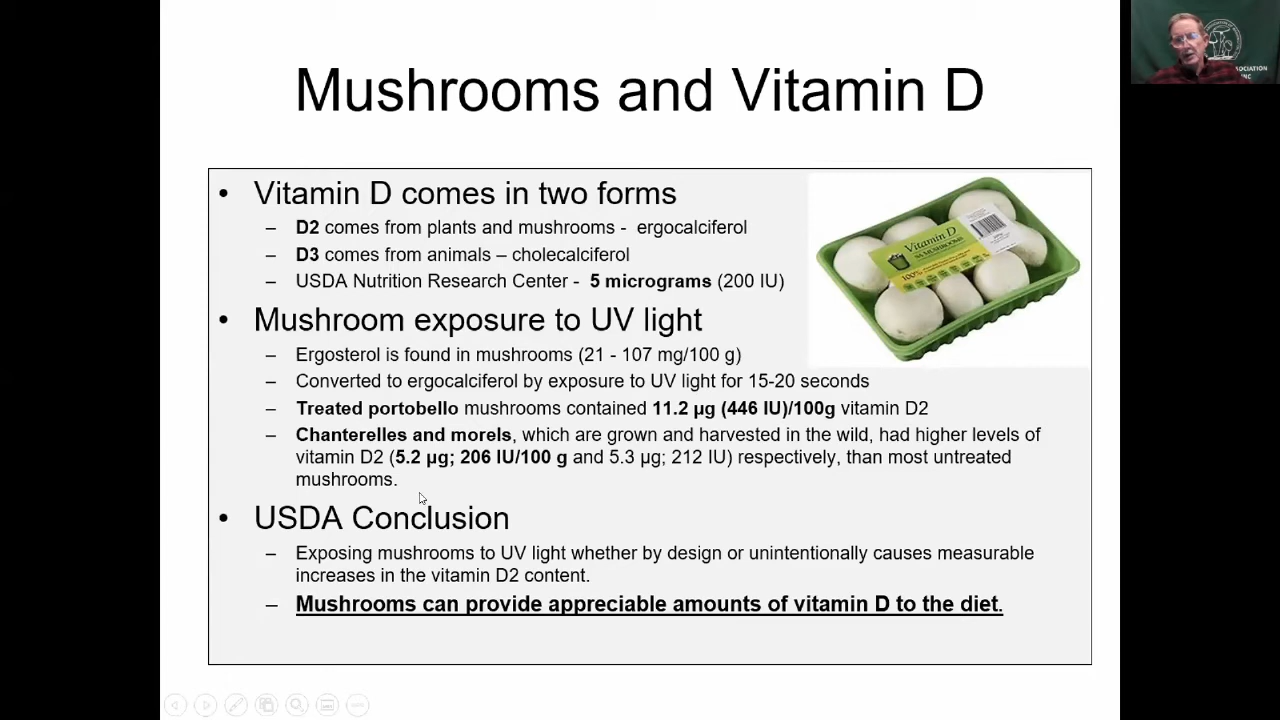 Mushrooms and Vitamin D
• Vitamin D comes in two forms
– D2 comes from plants and mushrooms - ergocalciferol
– D3 comes from animals – cholecalciferol
– USDA Nutrition Research Center - 5 micrograms (200 IU)
• Mushroom exposure to UV light
– Ergosterol is found in mushrooms (21 - 107 mg/100 g)
– Converted to ergocalciferol by exposure to UV light for 15-20 seconds
– Treated portobello mushrooms contained 11.2 µg (446 IU)/100g vitamin D2
– Chanterelles and morels, which are grown and harvested in the wild, had higher levels of
vitamin D2 (5.2 µg; 206 IU/100 g and 5.3 µg; 212 IU) respectively, than most untreated
mushrooms.
• USDA Conclusion
– Exposing mushrooms to UV light whether by design or unintentionally causes measurable
increases in the vitamin D2 content.
– Mushrooms can provide appreciable amounts of vitamin D to the diet.
Vitamin D
MUSHROOMS
100%
OCIATION
INC